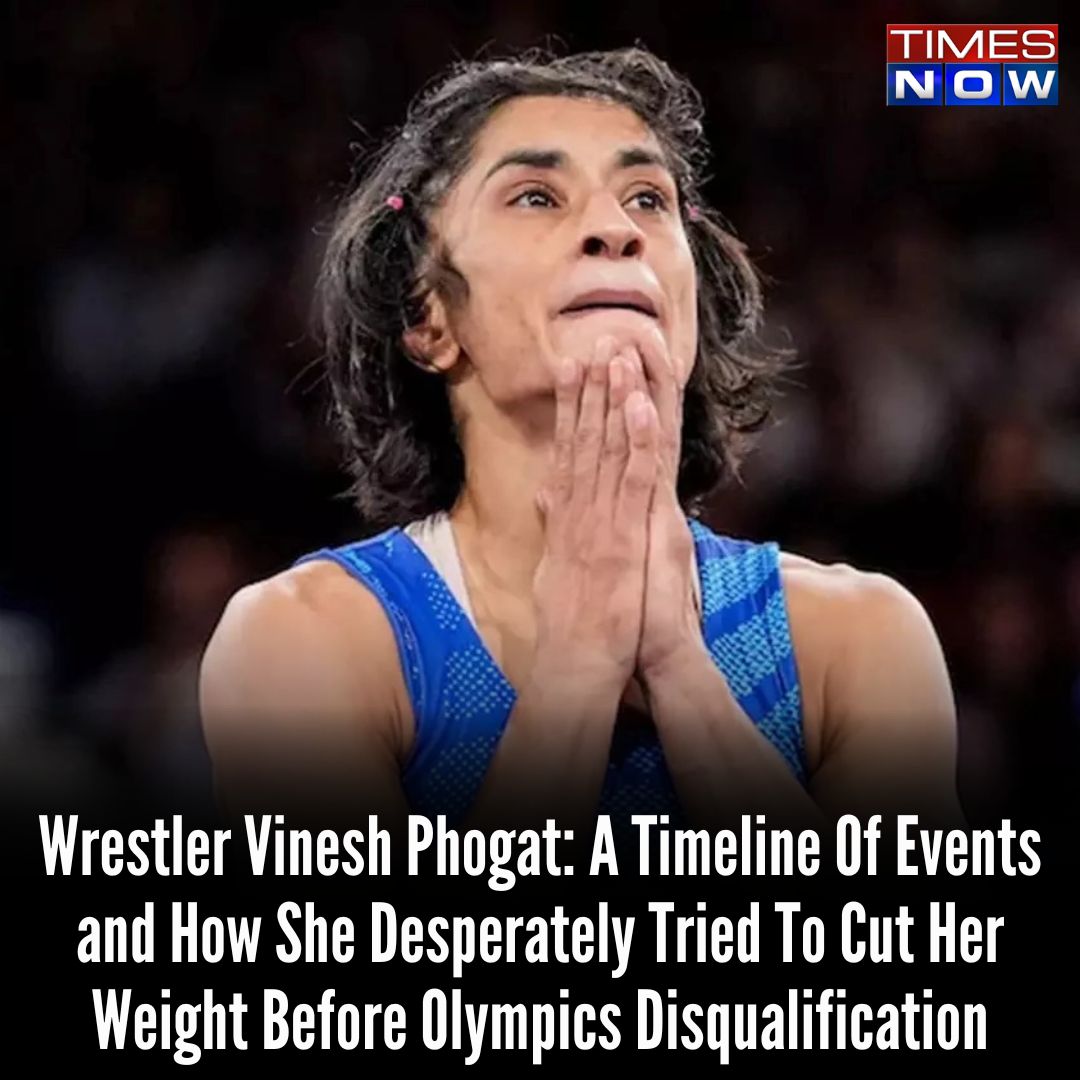 TIMES
NOW
Wrestler Vinesh Phogat: A Timeline Of Events
and How She Desperately Tried To Cut Her
Weight Before Olympics Disqualification